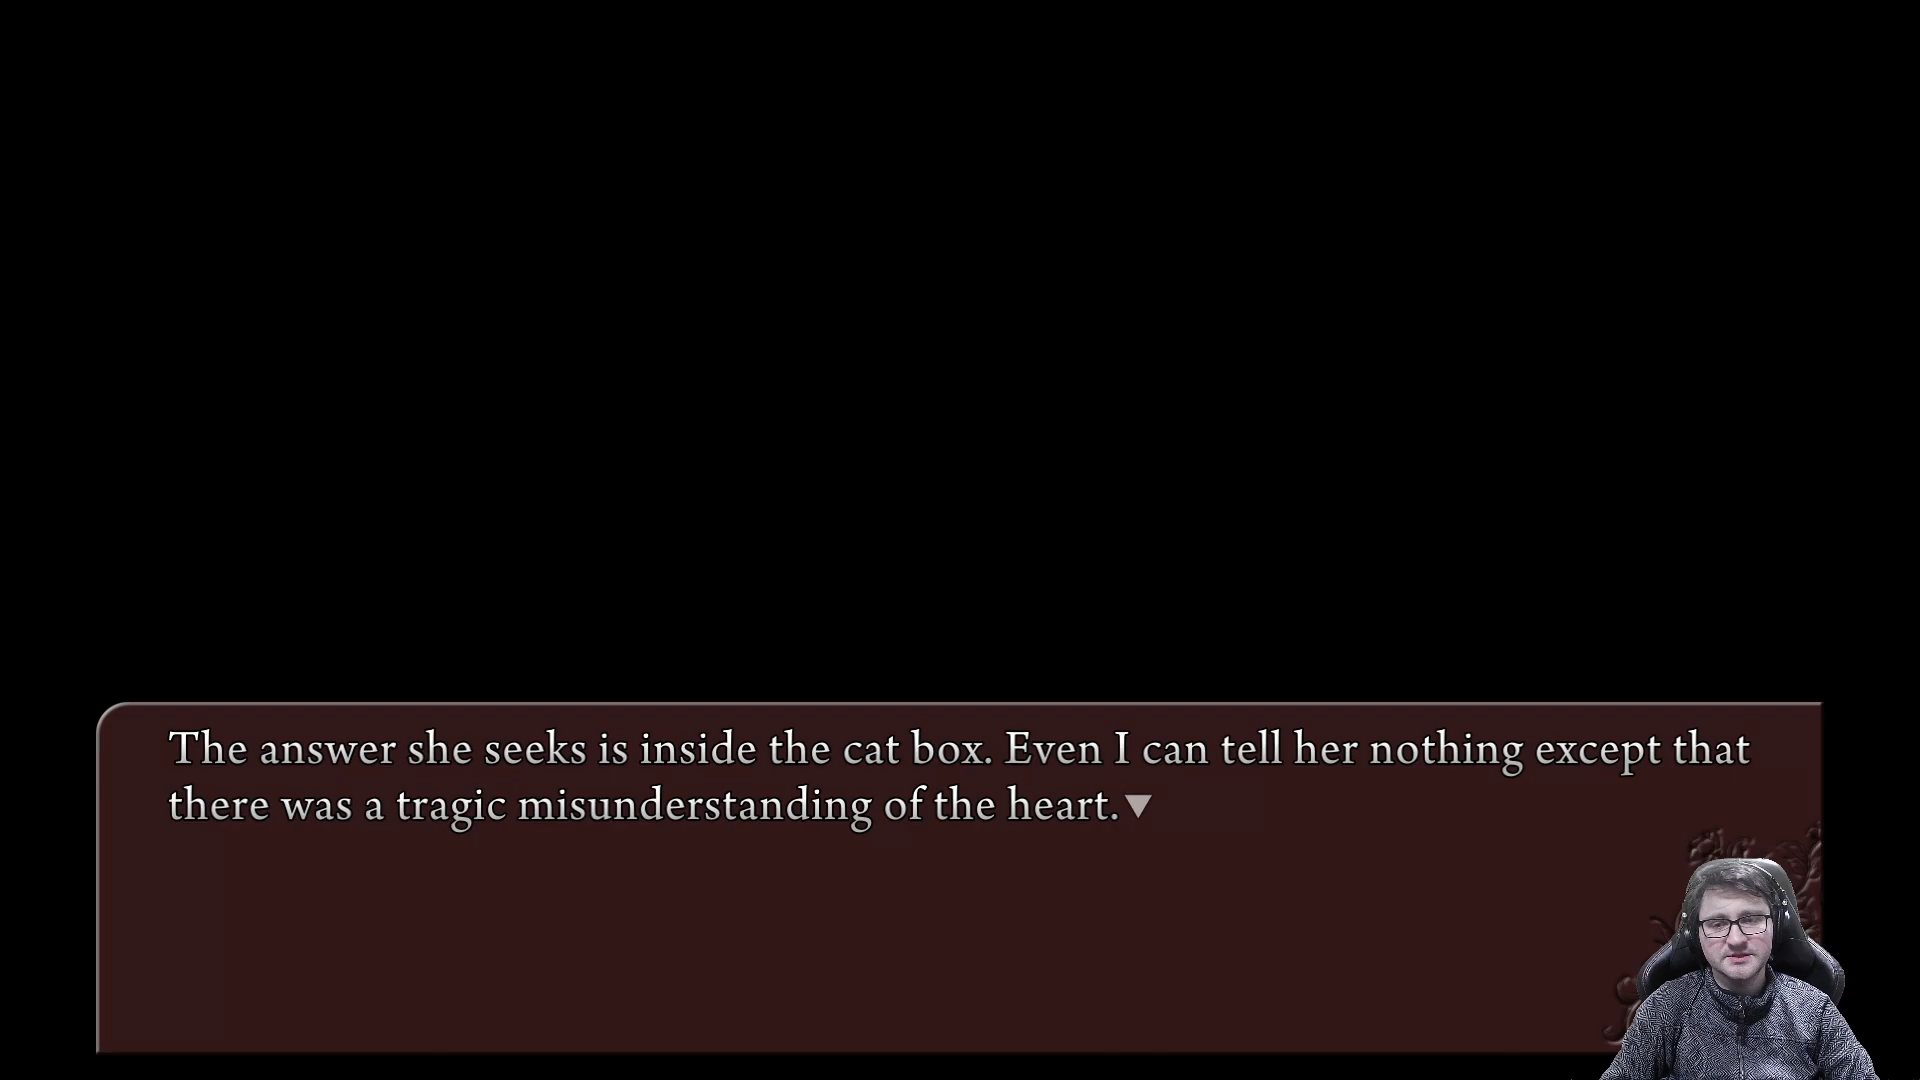 The answer she seeks is inside the cat box. Even I can tell her nothing except that
there was a tragic misunderstanding of the heart.